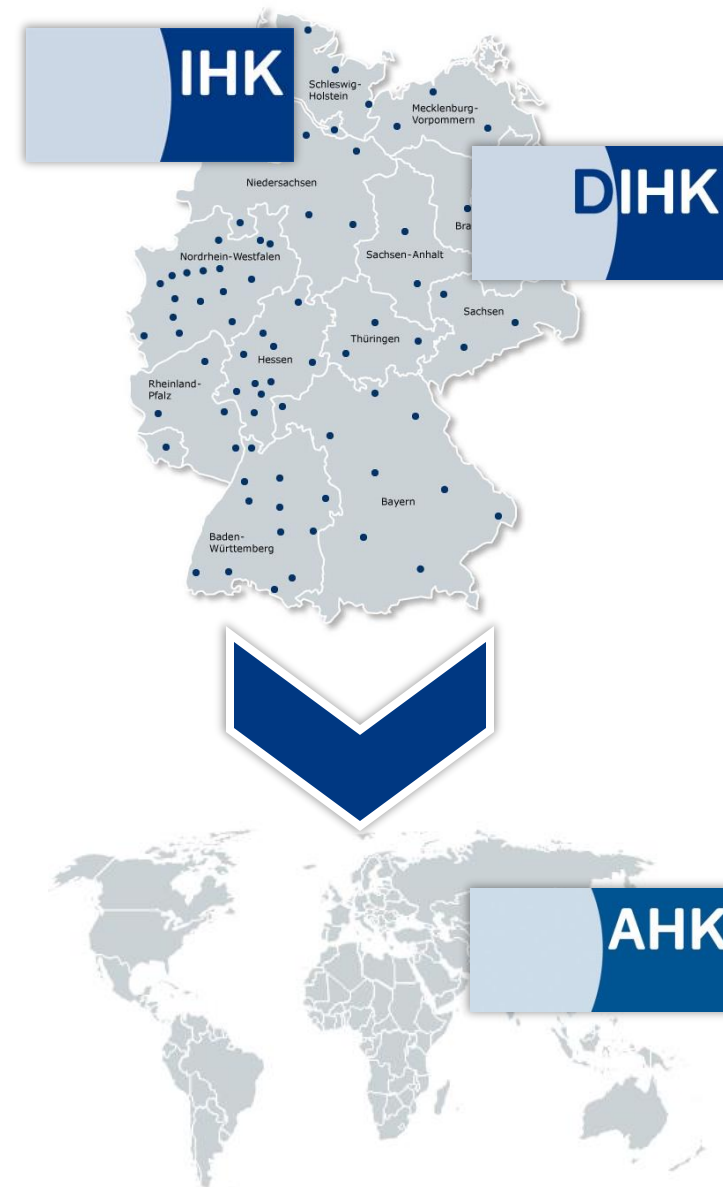 IHK
Schleswig-
Holstein
Mecklenburg-
Vorpommern
Niedersachsen
DIHK
Bra
Nordrhein-Westfalen
Sachsen-Anhalt
Sachsen
Thüringen
Hessen
Rheinland-
Pfalz
Bayern
Baden-
Württemberg
AHK